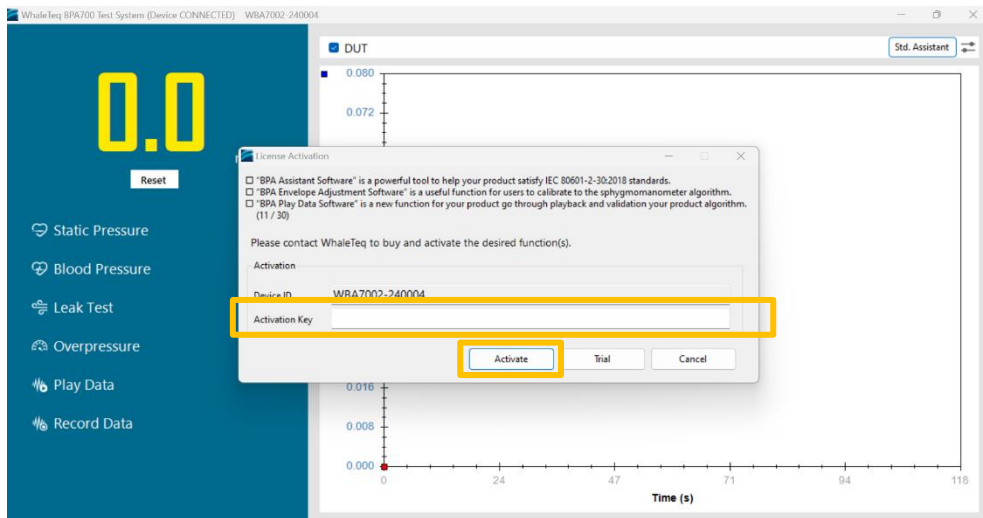 WhaleTeq BPA700 Test System (Device CONNECTED) WBA7002-240004
DUT
Std. Assistant
0.0
Reset
Static Pressure
Blood Pressure
Leak Test
Overpressure
Play Data
Record Data
0.080
0.072
License Activation
"BPA Assistant Software" is a powerful tool to help your product satisfy IEC 80601-2-30:2018 standards.
"BPA Envelope Adjustment Software" is a useful function for users to calibrate to the sphygmomanometer algorithm.
"BPA Play Data Software" is a new function for your product go through playback and validation your product algorithm.
(11 / 30)
Please contact WhaleTeq to buy and activate the desired function(s).
Activation
Device ID WBA7002-240004
Activation Key
Activate Trial Cancel
0.016
0.008
0.000
0 24 47 71 94 118
Time (s)